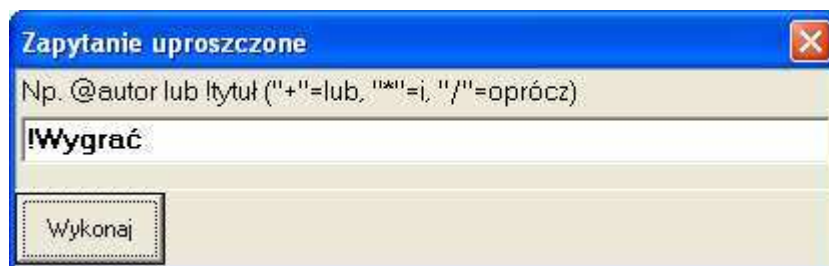 Zapytanie uproszczone
Np. @autor lub !tytuł ("+"=lub, "*"=i, "/"=oprócz)
!Wygrać
Wykonaj